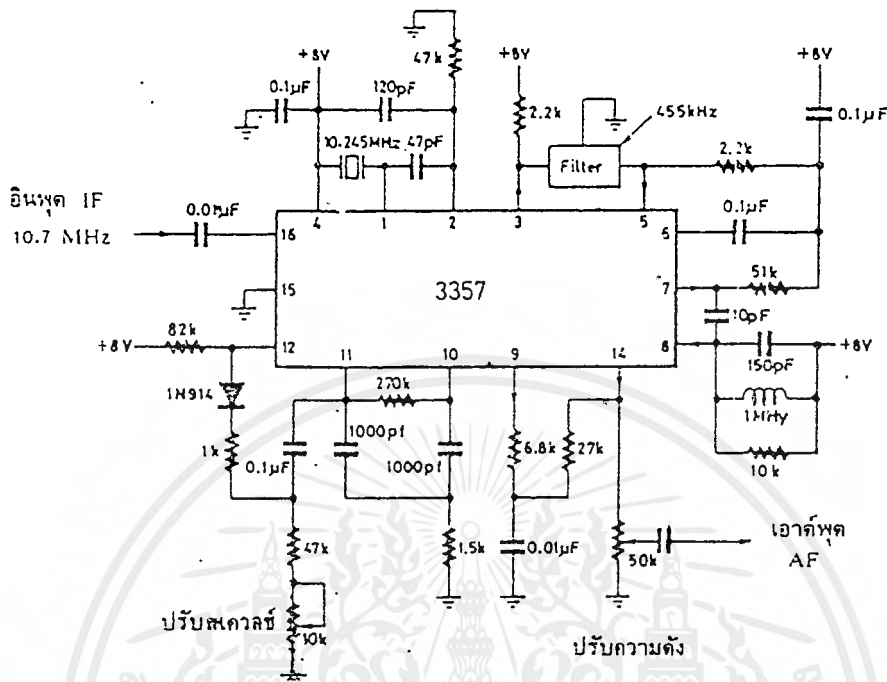 +8V
47k
+8V
+8V
0.1µF
120pF
2.2k
455kHz
0.1µF
10.245MHz
47pF
Filter
2.2k
อินพุต IF
10.7 MHz
0.01µF
4
1
2
3
5
16
6
0.1µF
15
3357
7
51k
10pF
+8V
82k
12
8
+8V
11
10
9
14
150pF
1N914
270k
1MHy
1k
0.1µF
1000pf
1000pf
6.8k
27k
10k
47k
1.5k
0.01µF
50k
เอาต์พุต
AF
ปรับสเควลซ์
10k
ปรับความดัง